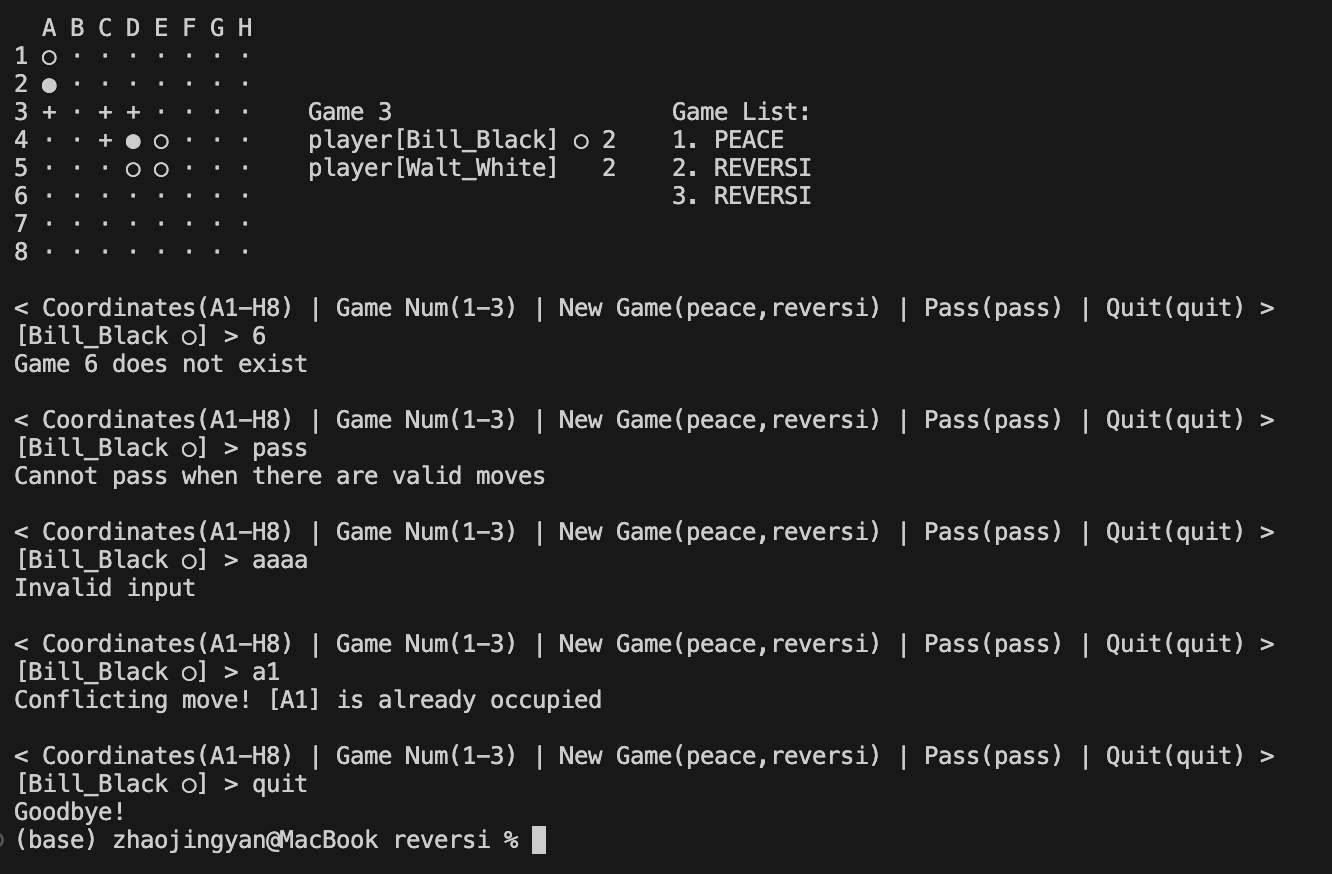 A B C D E F G H
1 ○ · · · · · · ·
2 ● · · · · · · ·
3 + · + + · · · ·    Game 3                    Game List:
4 · · + ● ○ · · ·    player[Bill_Black] ○ 2    1. PEACE
5 · · · ○ ○ · · ·    player[Walt_White]   2    2. REVERSI
6 · · · · · · · ·                              3. REVERSI
7 · · · · · · · ·
8 · · · · · · · ·

< Coordinates(A1-H8) | Game Num(1-3) | New Game(peace,reversi) | Pass(pass) | Quit(quit) >
[Bill_Black ○] > 6
Game 6 does not exist

< Coordinates(A1-H8) | Game Num(1-3) | New Game(peace,reversi) | Pass(pass) | Quit(quit) >
[Bill_Black ○] > pass
Cannot pass when there are valid moves

< Coordinates(A1-H8) | Game Num(1-3) | New Game(peace,reversi) | Pass(pass) | Quit(quit) >
[Bill_Black ○] > aaaa
Invalid input

< Coordinates(A1-H8) | Game Num(1-3) | New Game(peace,reversi) | Pass(pass) | Quit(quit) >
[Bill_Black ○] > a1
Conflicting move! [A1] is already occupied

< Coordinates(A1-H8) | Game Num(1-3) | New Game(peace,reversi) | Pass(pass) | Quit(quit) >
[Bill_Black ○] > quit
Goodbye!
(base) zhaojingyan@MacBook reversi %